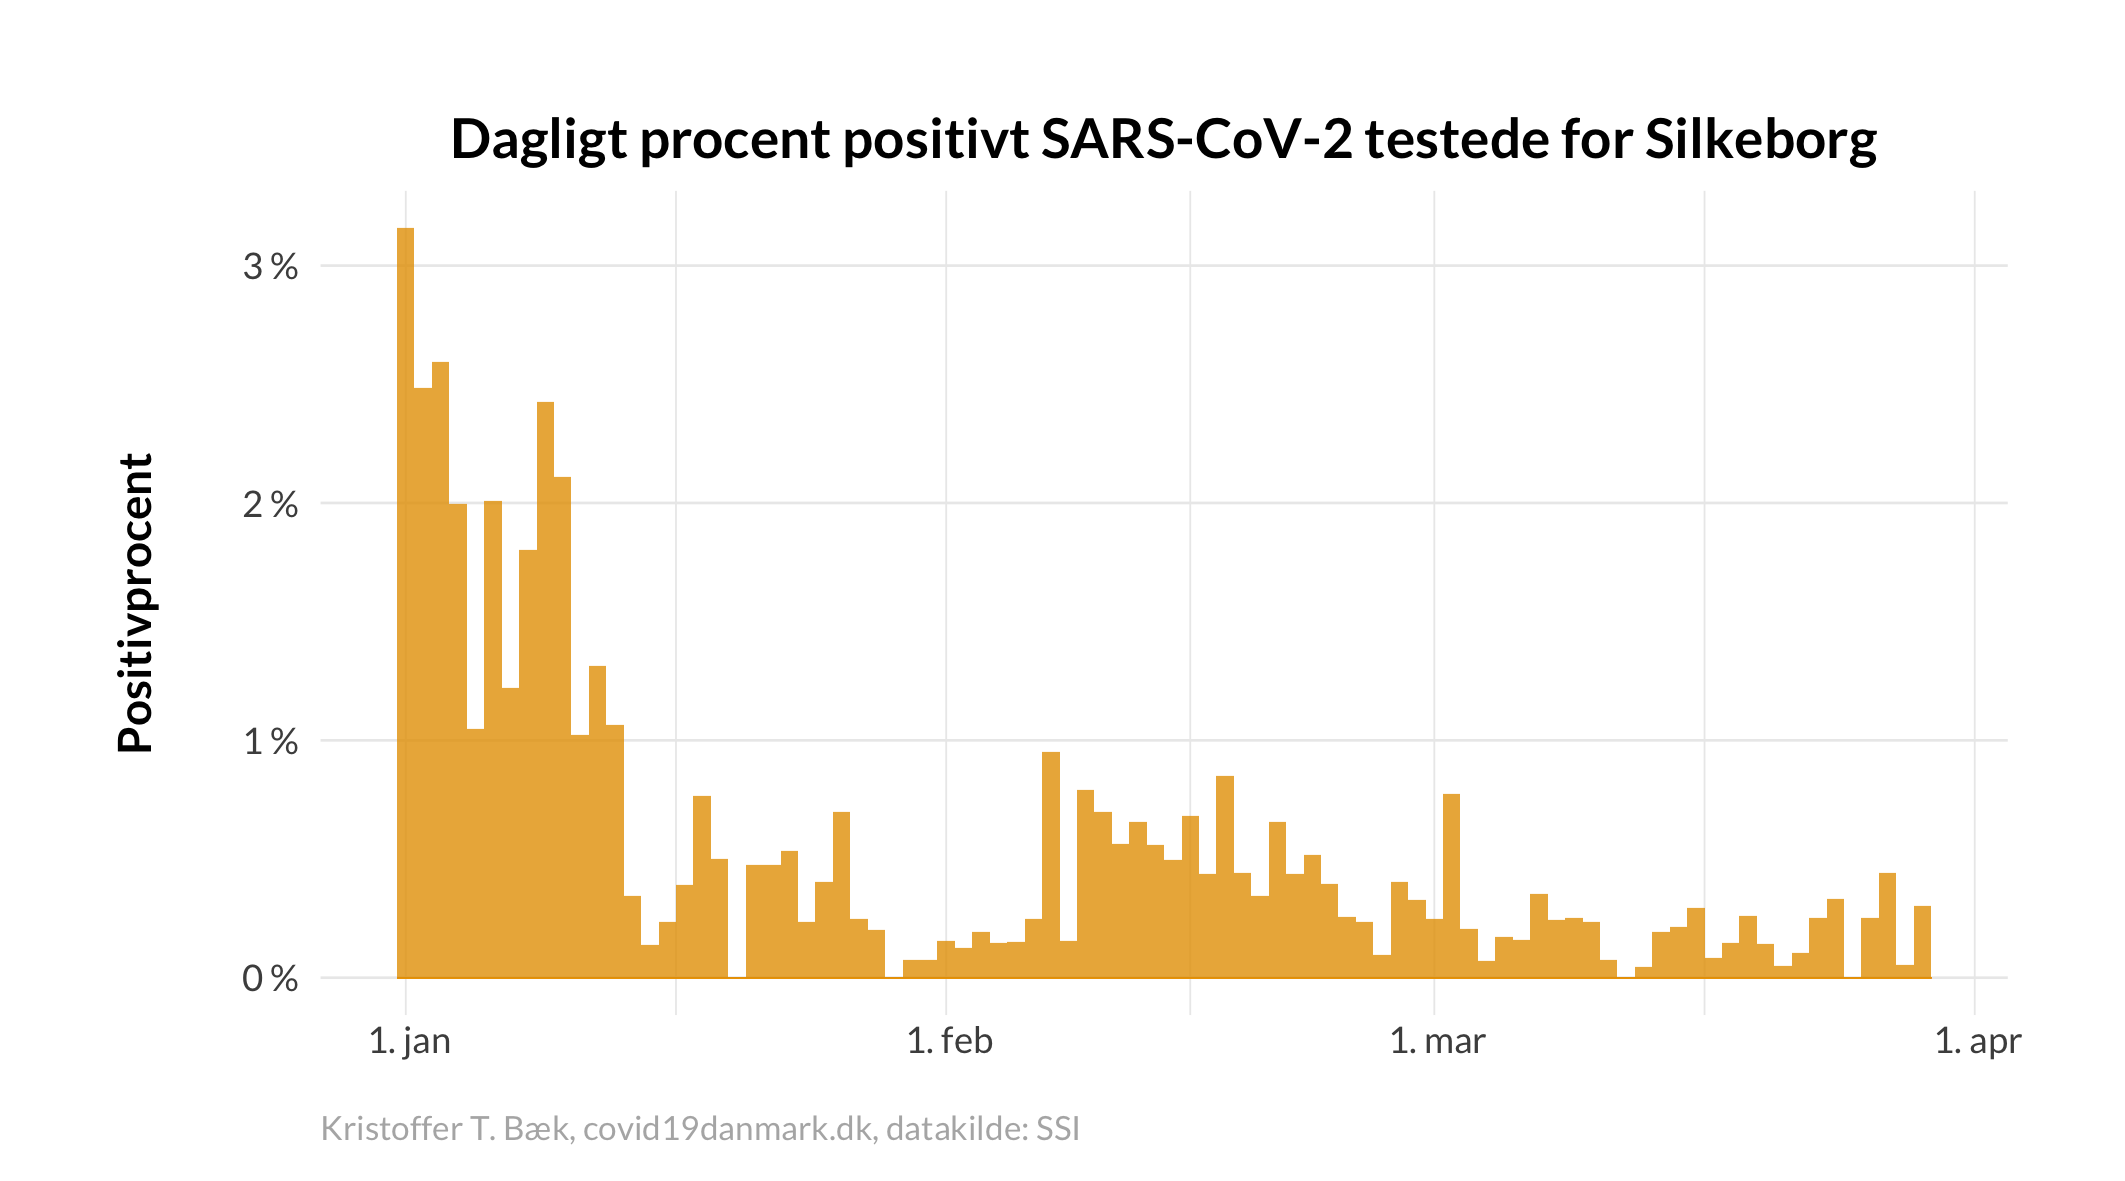 Dagligt procent positivt SARS-CoV-2 testede for Silkeborg
Positivprocent
3 %
2 %
1 %
0 %
1. jan
1. feb
1. mar
1. apr
Kristoffer T. Bæk, covid19danmark.dk, datakilde: SSI